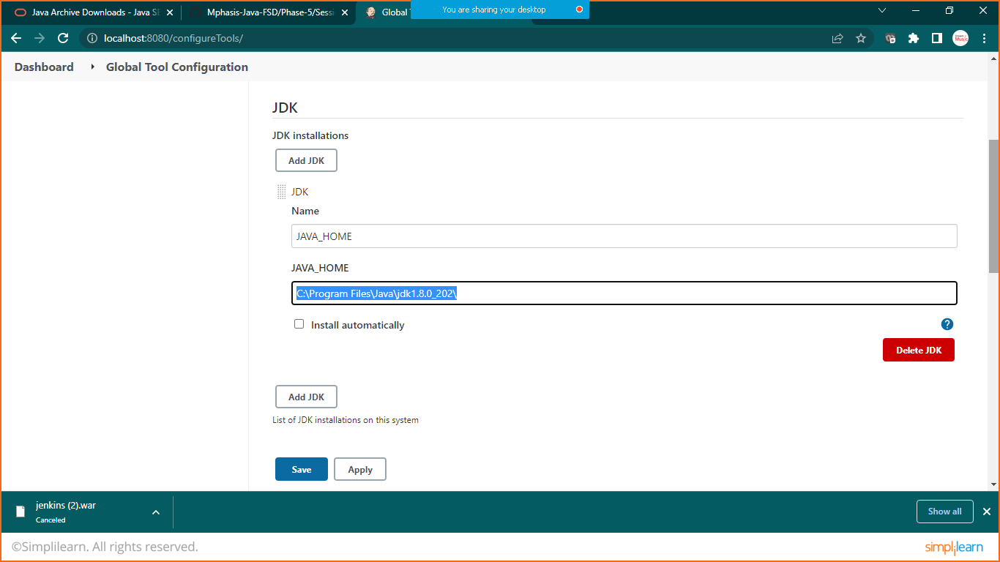 Java Archive Downloads - Java SE
Mphasis-Java-FSD/Phase-5/Sessi
Global T
You are sharing your desktop
localhost:8080/configureTools/
Dashboard
Global Tool Configuration
JDK
JDK installations
Add JDK
JDK
Name
JAVA_HOME
JAVA_HOME
C:\Program Files\Java\jdk1.8.0_202\
Install automatically
?
Delete JDK
Add JDK
List of JDK installations on this system
Save
Apply
jenkins (2).war
Canceled
Show all
©Simplilearn. All rights reserved.
simplilearn